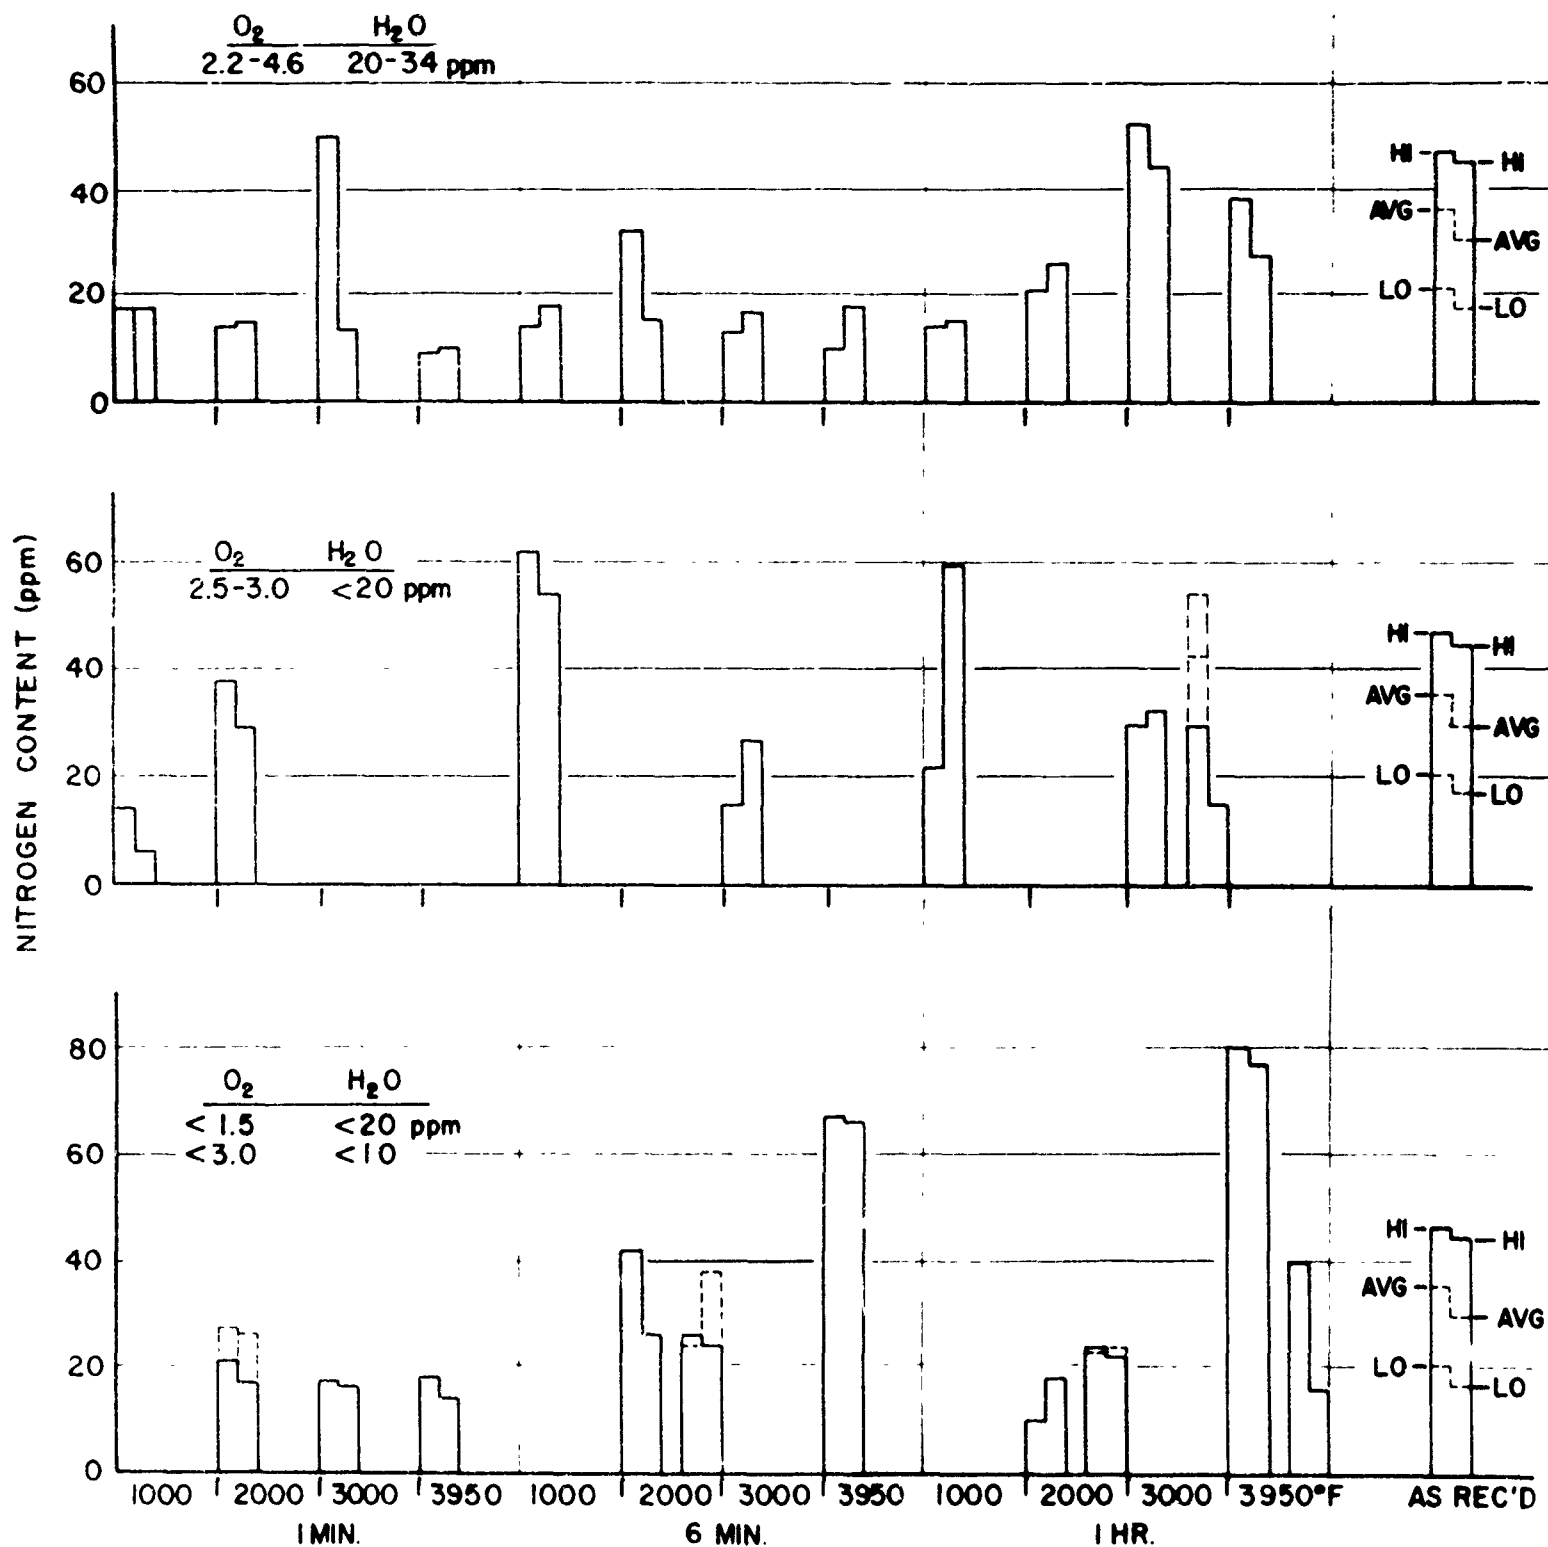 O₂ H₂O
2.2-4.6 20-34 ppm
60
40
20
0
HI HI
AVG AVG
LO LO
NITROGEN CONTENT (ppm)
O₂ H₂O
2.5-3.0 <20 ppm
60
40
20
0
HI HI
AVG AVG
LO LO
O₂ H₂O
<1.5 <20 ppm
<3.0 <10
80
60
40
20
0
HI HI
AVG AVG
LO LO
1000 2000 3000 3950 1000 2000 3000 3950 1000 2000 3000 3950°F AS REC'D
1 MIN. 6 MIN. 1 HR.